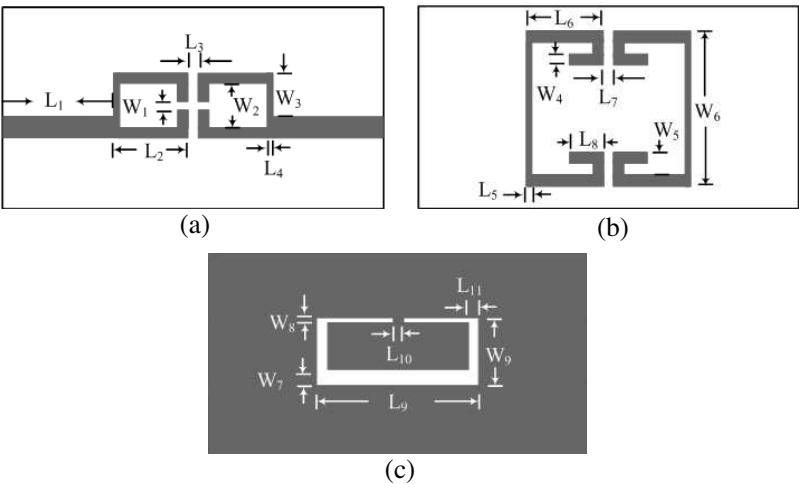 L₃
L₁
W₁
W₂
W₃
L₂
L₄
(a)
L₆
W₄
L₇
W₆
L₈
W₅
L₅
(b)
L₁₁
W₈
L₁₀
W₉
W₇
L₉
(c)